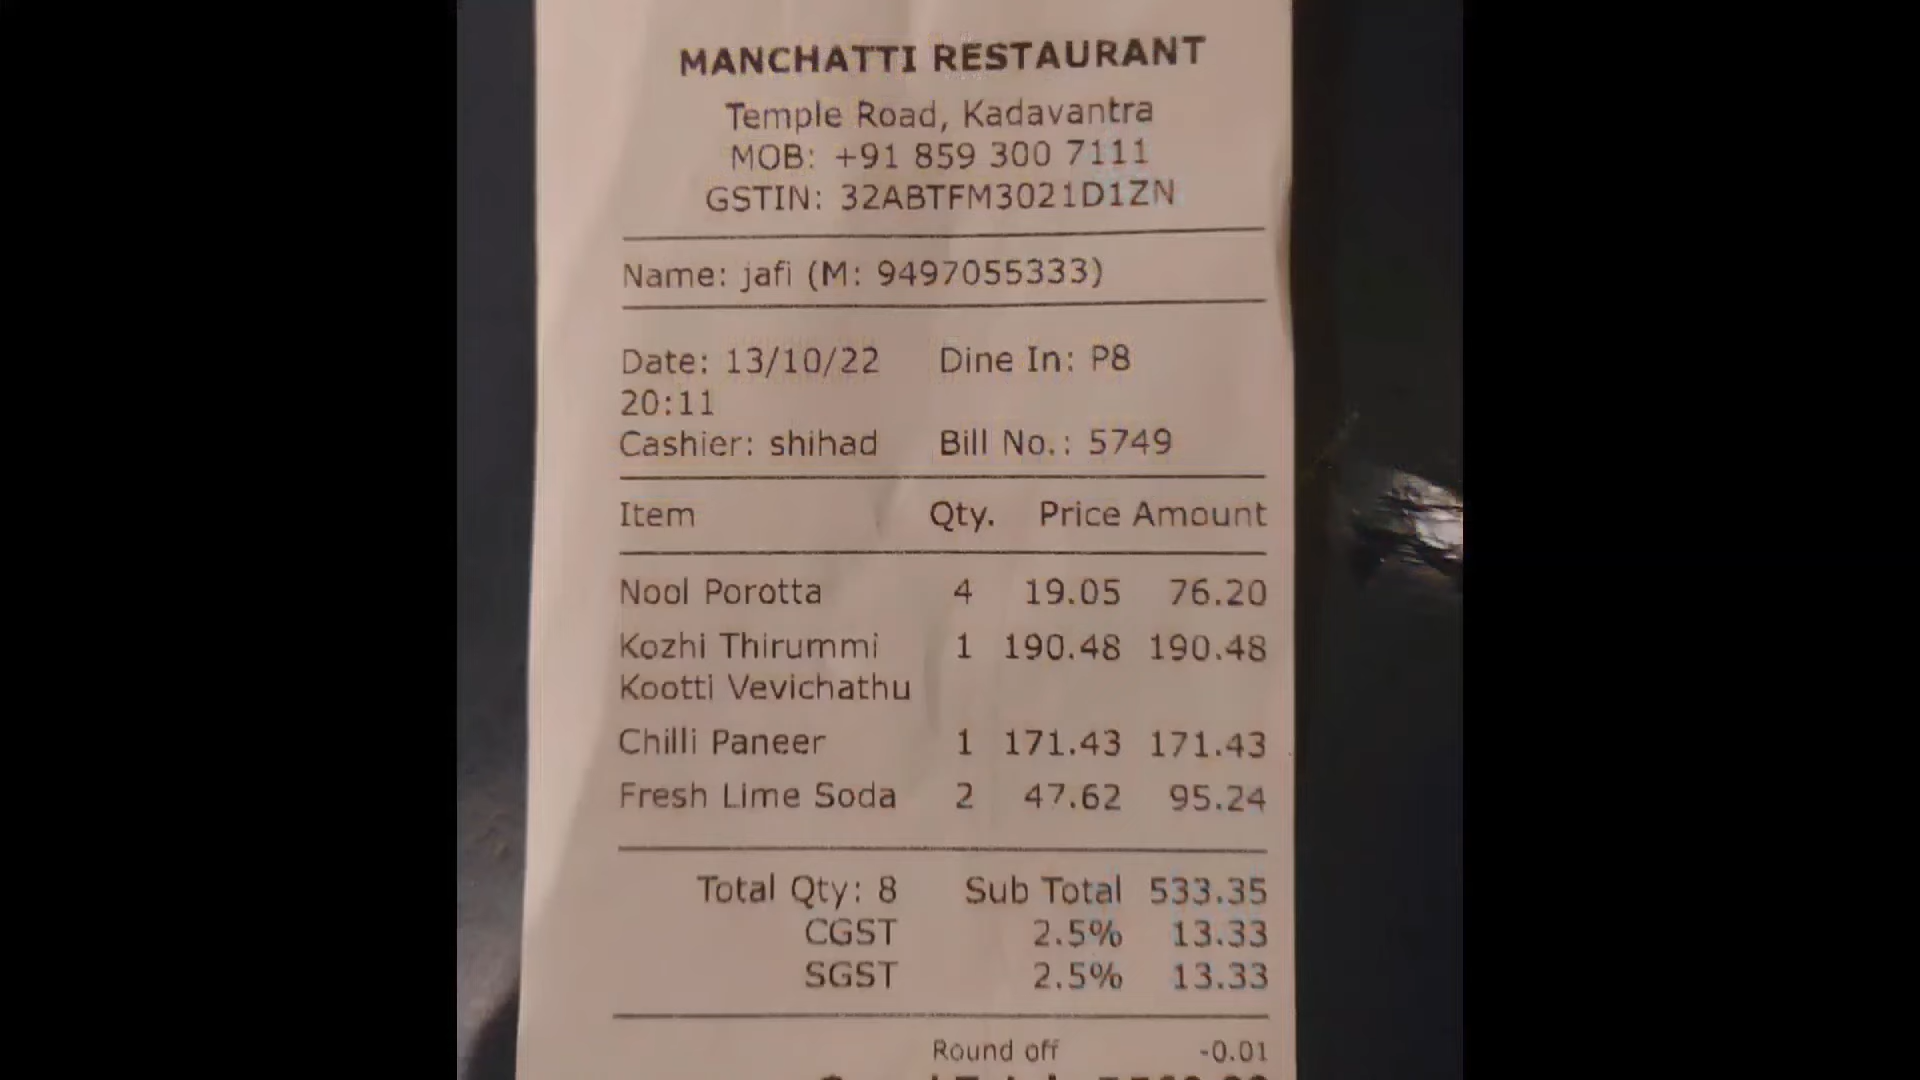 MANCHATTI RESTAURANT
Temple Road, Kadavantra
MOB: +91 859 300 7111
GSTIN: 32ABTFM3021D1ZN
Name: jafi (M: 9497055333)
Date: 13/10/22 Dine In: P8
20:11
Cashier: shihad Bill No.: 5749
Item Qty. Price Amount
Nool Porotta 4 19.05 76.20
Kozhi Thirummi 1 190.48 190.48
Kootti Vevichathu
Chilli Paneer 1 171.43 171.43
Fresh Lime Soda 2 47.62 95.24
Total Qty: 8 Sub Total 533.35
CGST 2.5% 13.33
SGST 2.5% 13.33
Round off -0.01